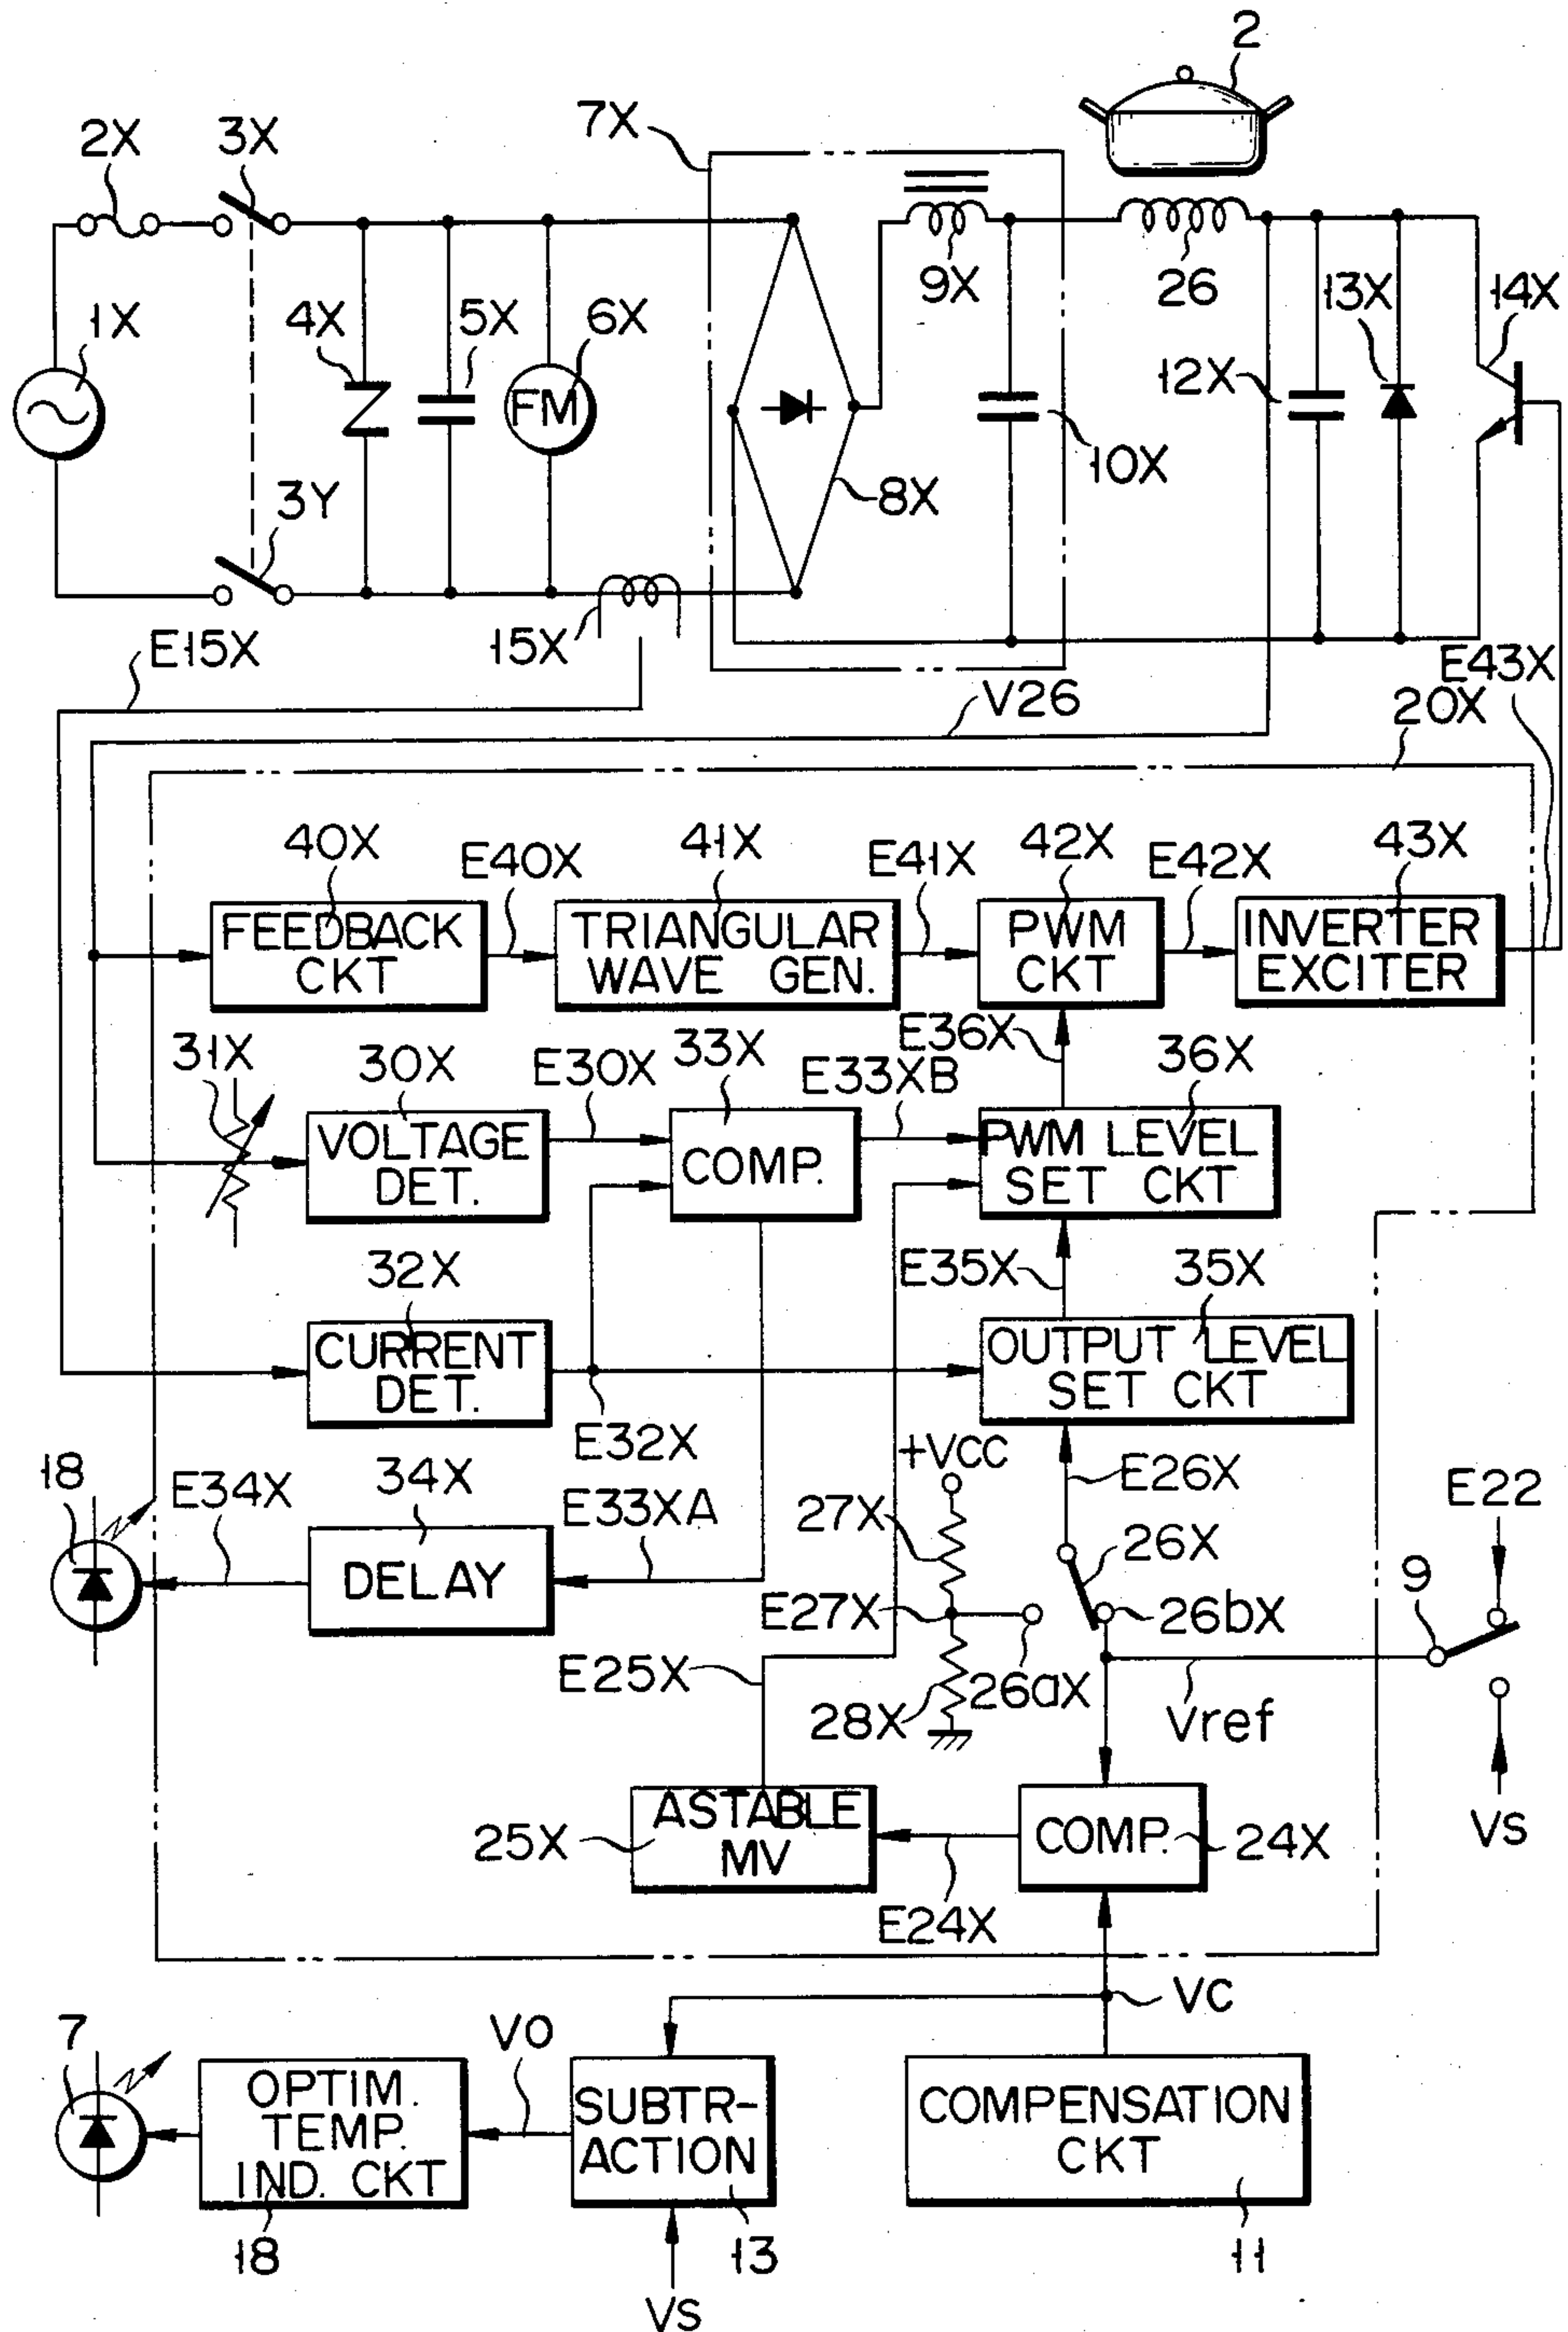 2
7X
2X
3X
9X
26
13X
14X
1X
4X
5X
6X
FM
12X
10X
8X
3Y
15X
E15X
E43X
V26
20X
40X
E40X
41X
E41X
42X
E42X
43X
FEEDBACK
CKT
TRIANGULAR
WAVE GEN.
PWM
CKT
INVERTER
EXCITER
31X
30X
E30X
33X
E33XB
E36X
36X
VOLTAGE
DET.
COMP.
PWM LEVEL
SET CKT
32X
E35X
35X
CURRENT
DET.
OUTPUT LEVEL
SET CKT
E32X
+VCC
18
E34X
34X
E33XA
27X
E26X
E22
DELAY
26X
9
E27X
26bX
E25X
28X
26aX
Vref
ASTABLE
MV
25X
COMP.
24X
VS
E24X
VC
7
VO
OPTIM.
TEMP.
IND. CKT
SUBTR-
ACTION
COMPENSATION
CKT
18
13
11
VS